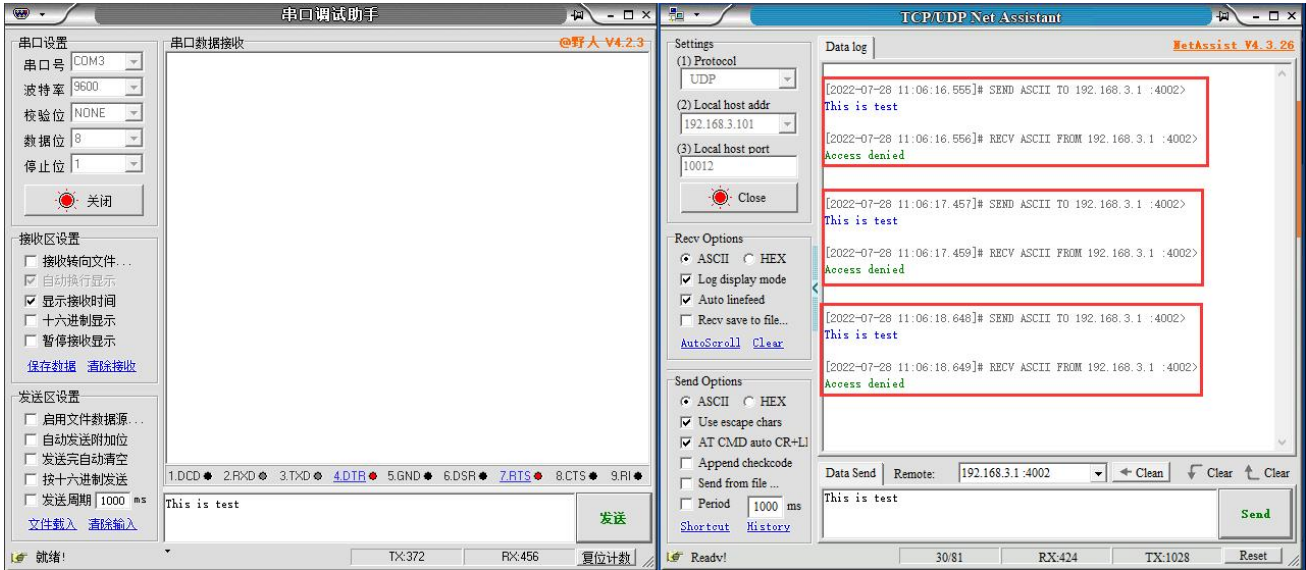 串口调试助手
串口设置
串口号 COM3
波特率 9600
校验位 NONE
数据位 8
停止位 1
关闭
接收区设置
接收转向文件...
自动换行显示
显示接收时间
十六进制显示
暂停接收显示
保存数据 清除接收
发送区设置
启用文件数据源...
自动发送附加位
发送完自动清空
按十六进制发送
发送周期 1000 ms
文件载入 清除输入
串口数据接收
@野人 V4.2.3
1.DCD 2.RXD 3.TXD 4.DTR 5.GND 6.DSR 7.RTS 8.CTS 9.RI
This is test
发送
就绪! TX:372 RX:456 复位计数
TCP/UDP Net Assistant
Settings
(1) Protocol
UDP
(2) Local host addr
192.168.3.101
(3) Local host port
10012
Close
Recv Options
ASCII HEX
Log display mode
Auto linefeed
Recv save to file...
AutoScroll Clear
Send Options
ASCII HEX
Use escape chars
AT CMD auto CR+LI
Append checkcode
Send from file ...
Period 1000 ms
Shortcut History
Data log
NetAssist V4.3.26
[2022-07-28 11:06:16.555]# SEND ASCII TO 192.168.3.1 :4002>
This is test
[2022-07-28 11:06:16.556]# RECV ASCII FROM 192.168.3.1 :4002>
Access denied
[2022-07-28 11:06:17.457]# SEND ASCII TO 192.168.3.1 :4002>
This is test
[2022-07-28 11:06:17.459]# RECV ASCII FROM 192.168.3.1 :4002>
Access denied
[2022-07-28 11:06:18.648]# SEND ASCII TO 192.168.3.1 :4002>
This is test
[2022-07-28 11:06:18.649]# RECV ASCII FROM 192.168.3.1 :4002>
Access denied
Data Send Remote: 192.168.3.1 :4002 Clean Clear Clear
This is test
Send
Ready! 30/81 RX:424 TX:1028 Reset